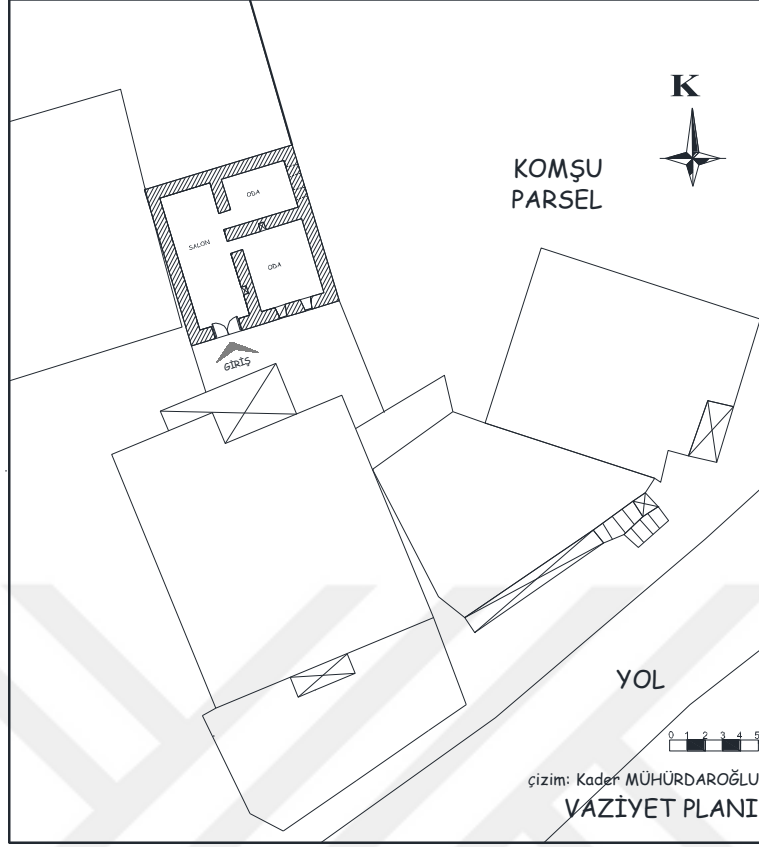 K
KOMŞU
PARSEL
ODA
SALON
ODA
GİRİŞ
YOL
0 1 2 3 4 5
çizim: Kader MÜHÜRDAROĞLU
VAZİYET PLANI